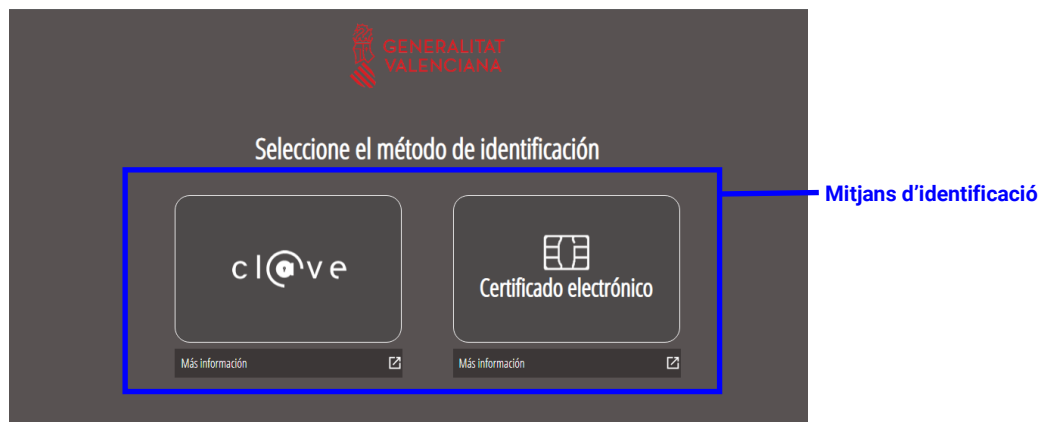 GENERALITAT
VALENCIANA
Seleccione el método de identificación
Mitjans d'identificació
cl@ve
Certificado electrónico
Más información
Más información